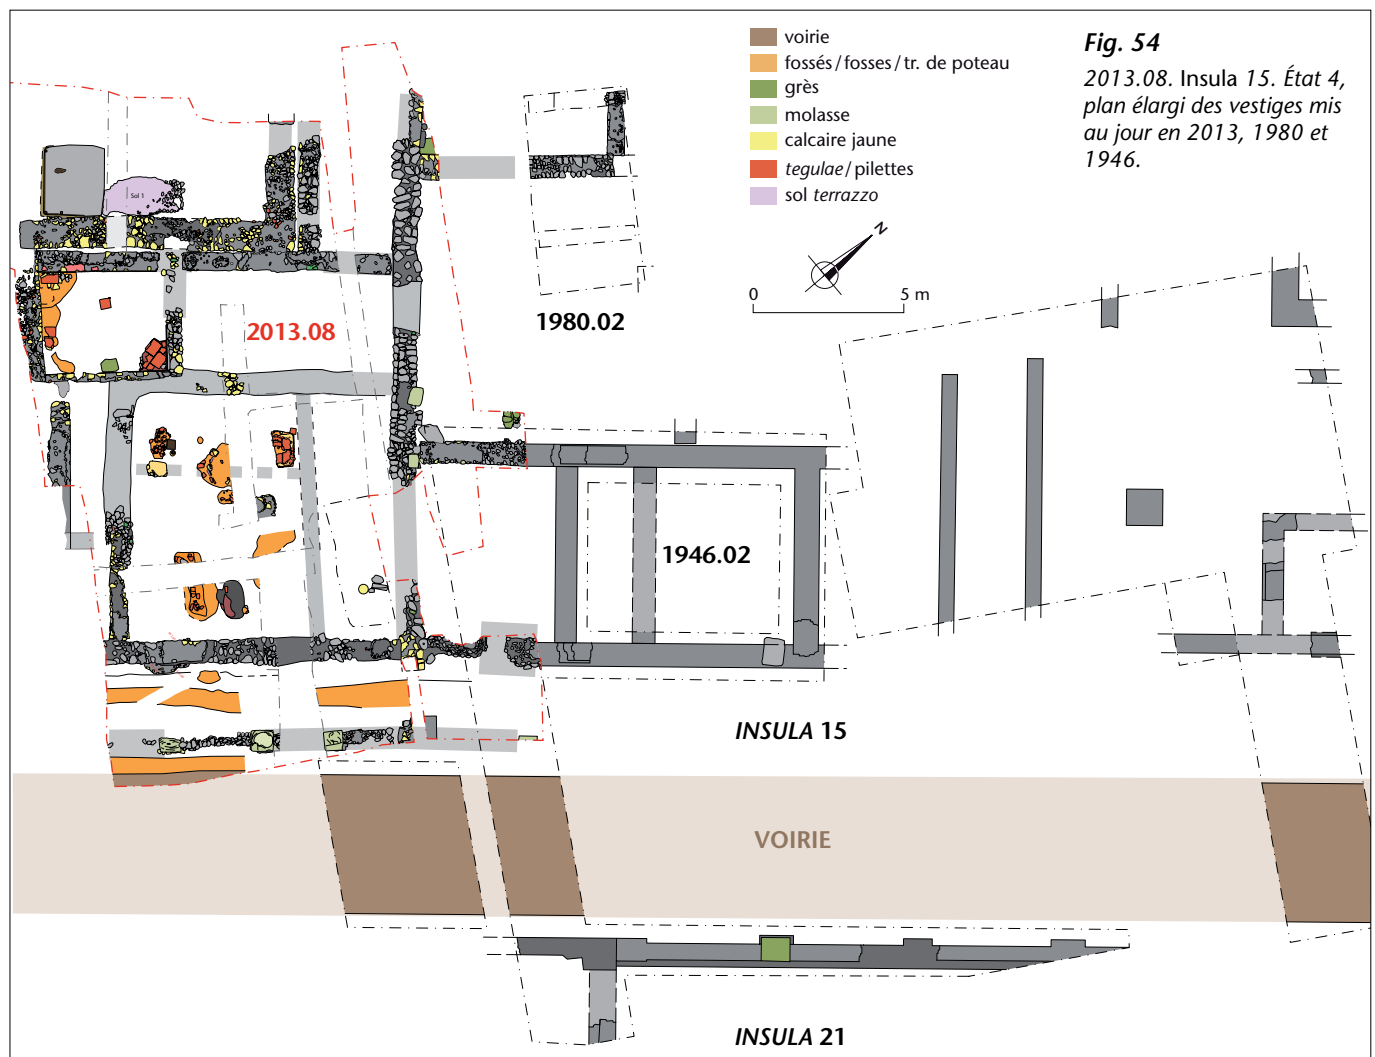 voirie
fossés/fosses/tr. de poteau
grès
molasse
calcaire jaune
tegulae/pilettes
sol terrazzo
Fig. 54
2013.08. Insula 15. État 4,
plan élargi des vestiges mis
au jour en 2013, 1980 et
1946.
N
0 5 m
Sol 1
2013.08
1980.02
1946.02
INSULA 15
VOIRIE
INSULA 21